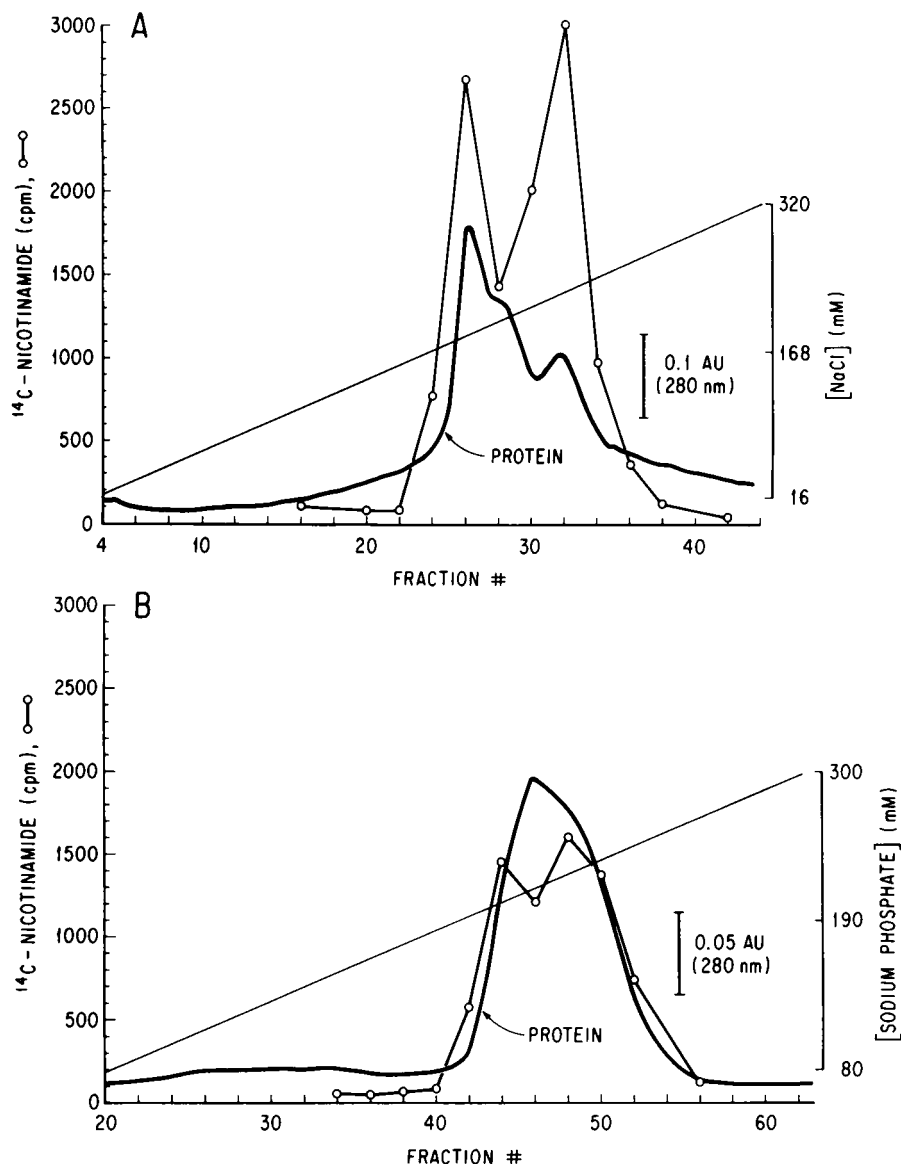 A
3000
2500
2000
1500
1000
500
0
¹⁴C-NICOTINAMIDE (cpm),
4
10
20
30
40
FRACTION #
PROTEIN
0.1 AU
(280 nm)
320
168
16
[NaCl] (mM)
B
3000
2500
2000
1500
1000
500
0
¹⁴C-NICOTINAMIDE (cpm),
20
30
40
50
60
FRACTION #
PROTEIN
0.05 AU
(280 nm)
300
190
80
[SODIUM PHOSPHATE] (mM)